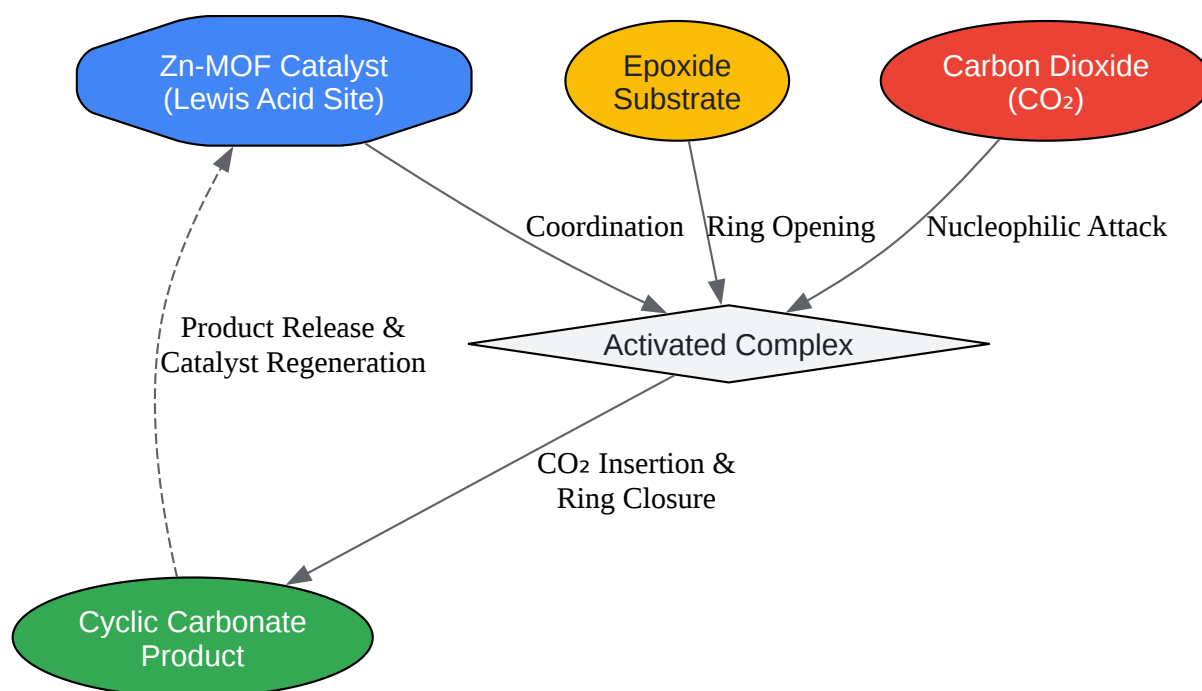 Zn-MOF Catalyst
(Lewis Acid Site)
Epoxide
Substrate
Carbon Dioxide
(CO₂)
Coordination
Ring Opening
Nucleophilic Attack
Product Release &
Catalyst Regeneration
Activated Complex
CO₂ Insertion &
Ring Closure
Cyclic Carbonate
Product